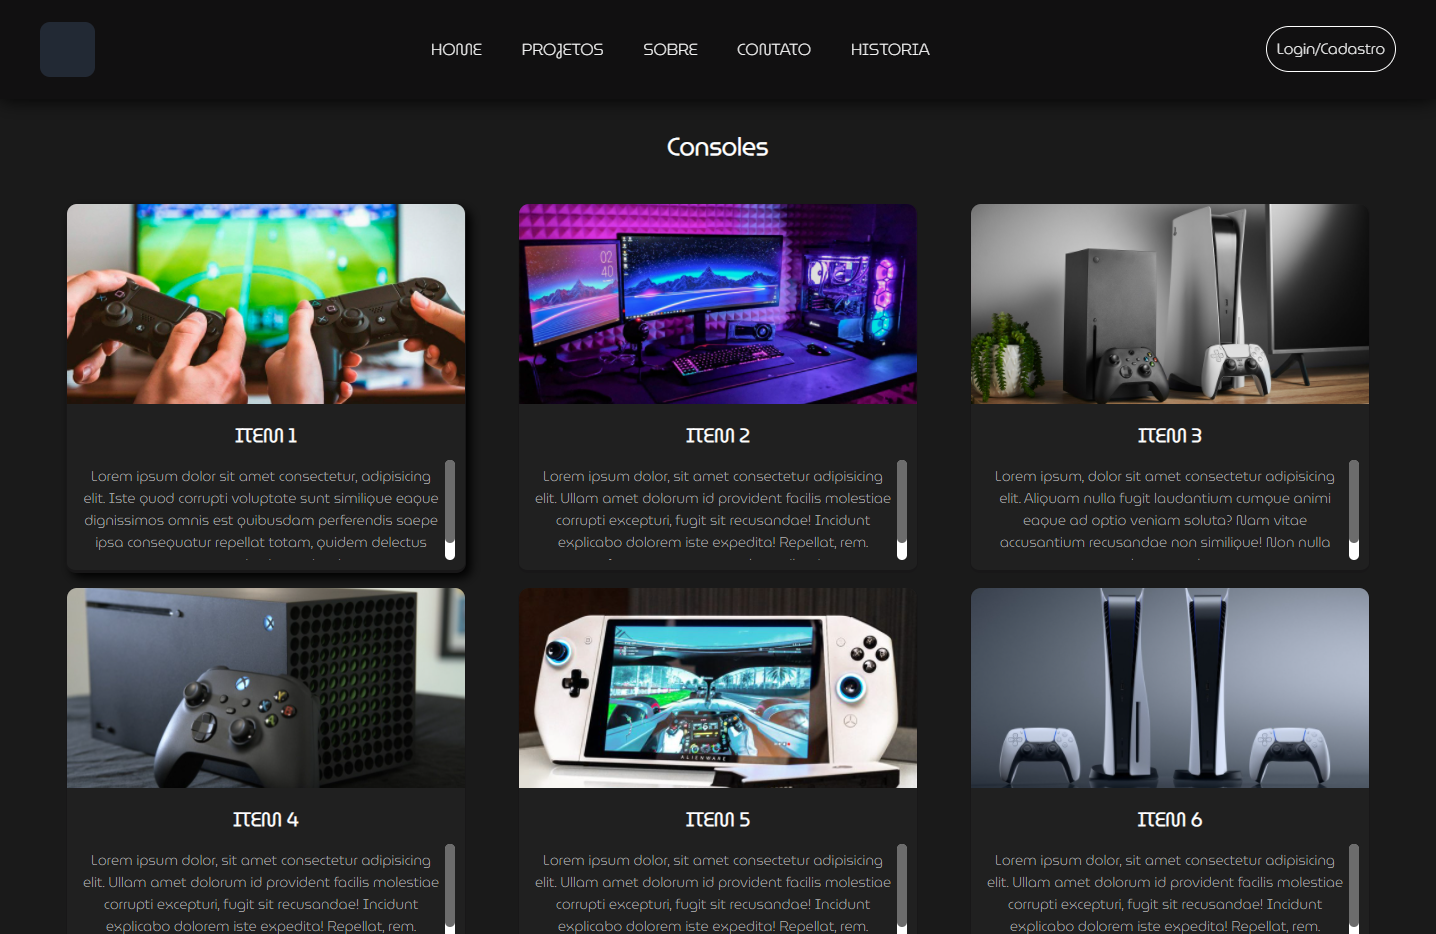 HOME
PROJETOS
SOBRE
CONTATO
HISTORIA
Login/Cadastro
Consoles
02
40
ITEM 1
Lorem ipsum dolor sit amet consectetur, adipisicing
elit. Iste quod corrupti voluptate sunt similique eaque
dignissimos omnis est quibusdam perferendis saepe
ipsa consequatur repellat totam, quidem delectus
ITEM 2
Lorem ipsum dolor, sit amet consectetur adipisicing
elit. Ullam amet dolorum id provident facilis molestiae
corrupti excepturi, fugit sit recusandae! Incidunt
explicabo dolorem iste expedita! Repellat, rem.
ITEM 3
Lorem ipsum, dolor sit amet consectetur adipisicing
elit. Aliquam nulla fugit laudantium cumque animi
eaque ad optio veniam soluta? Nam vitae
accusantium recusandae non similique! Non nulla
ALIENWARE
ITEM 4
Lorem ipsum dolor, sit amet consectetur adipisicing
elit. Ullam amet dolorum id provident facilis molestiae
corrupti excepturi, fugit sit recusandae! Incidunt
explicabo dolorem iste expedita! Repellat, rem.
ITEM 5
Lorem ipsum dolor, sit amet consectetur adipisicing
elit. Ullam amet dolorum id provident facilis molestiae
corrupti excepturi, fugit sit recusandae! Incidunt
explicabo dolorem iste expedita! Repellat, rem.
ITEM 6
Lorem ipsum dolor, sit amet consectetur adipisicing
elit. Ullam amet dolorum id provident facilis molestiae
corrupti excepturi, fugit sit recusandae! Incidunt
explicabo dolorem iste expedita! Repellat, rem.